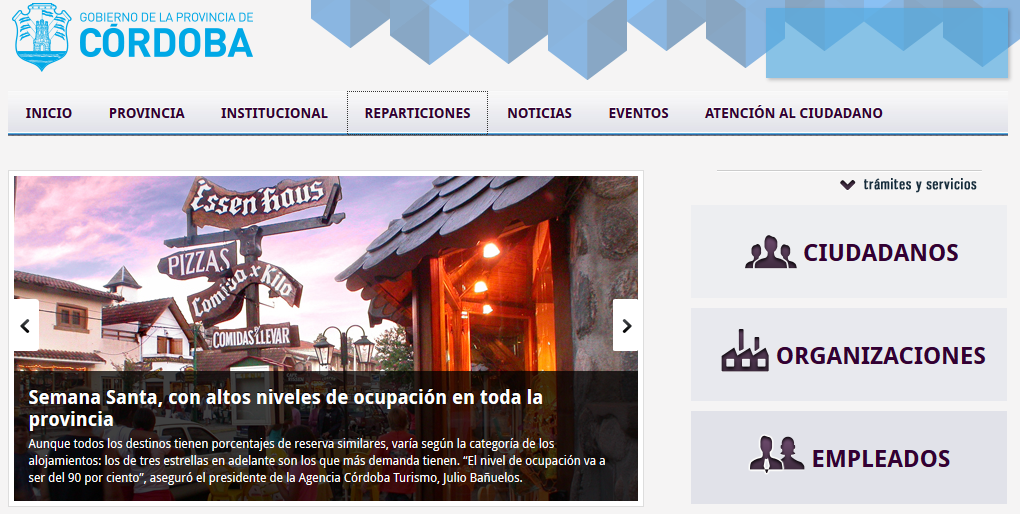 GOBIERNO DE LA PROVINCIA DE
CÓRDOBA
INICIO PROVINCIA INSTITUCIONAL REPARTICIONES NOTICIAS EVENTOS ATENCIÓN AL CIUDADANO
Essen Haus
PIZZAS
Comida x Kilo
COMIDAS P/ LLEVAR
Semana Santa, con altos niveles de ocupación en toda la
provincia
Aunque todos los destinos tienen porcentajes de reserva similares, varía según la categoría de los
alojamientos: los de tres estrellas en adelante son los que más demanda tienen. “El nivel de ocupación va a
ser del 90 por ciento”, aseguró el presidente de la Agencia Córdoba Turismo, Julio Bañuelos.
trámites y servicios
CIUDADANOS
ORGANIZACIONES
EMPLEADOS